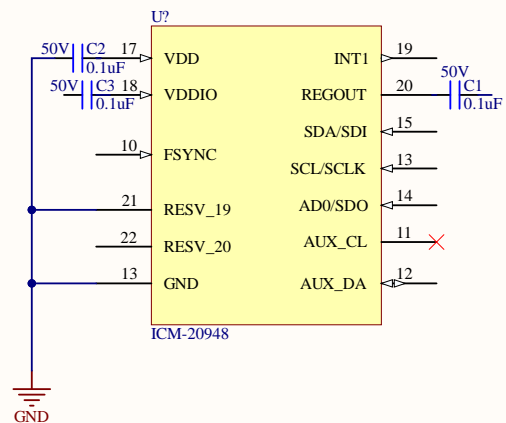 U?
50V C2 17 VDD INT1 19
0.1uF
50V C3 18 VDDIO REGOUT 20 50V C1
0.1uF 0.1uF
SDA/SDI 15
10 FSYNC
SCL/SCLK 13
21 RESV_19 AD0/SDO 14
22 RESV_20 AUX_CL 11
13 GND AUX_DA 12
ICM-20948
GND